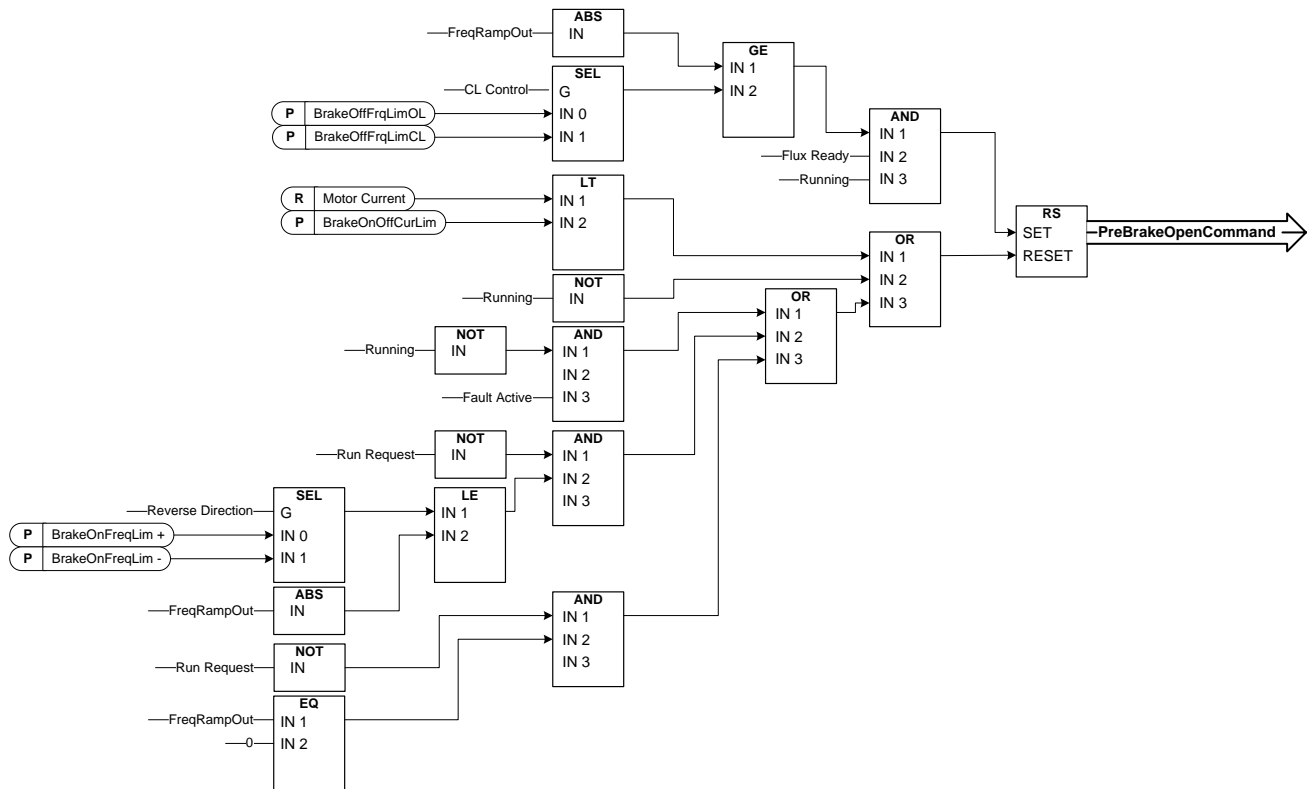 ABS
FreqRampOut
IN
GE
IN 1
IN 2
SEL
CL Control
G
P BrakeOffFrqLimOL
IN 0
P BrakeOffFrqLimCL
IN 1
AND
IN 1
Flux Ready
IN 2
Running
IN 3
LT
R Motor Current
IN 1
P BrakeOnOffCurLim
IN 2
RS
SET
RESET
PreBrakeOpenCommand
OR
IN 1
IN 2
IN 3
NOT
Running
IN
OR
IN 1
IN 2
IN 3
NOT
Running
IN
AND
IN 1
IN 2
Fault Active
IN 3
NOT
Run Request
IN
AND
IN 1
IN 2
IN 3
SEL
Reverse Direction
G
P BrakeOnFreqLim +
IN 0
P BrakeOnFreqLim -
IN 1
LE
IN 1
IN 2
ABS
FreqRampOut
IN
AND
IN 1
IN 2
IN 3
NOT
Run Request
IN
EQ
FreqRampOut
IN 1
0
IN 2